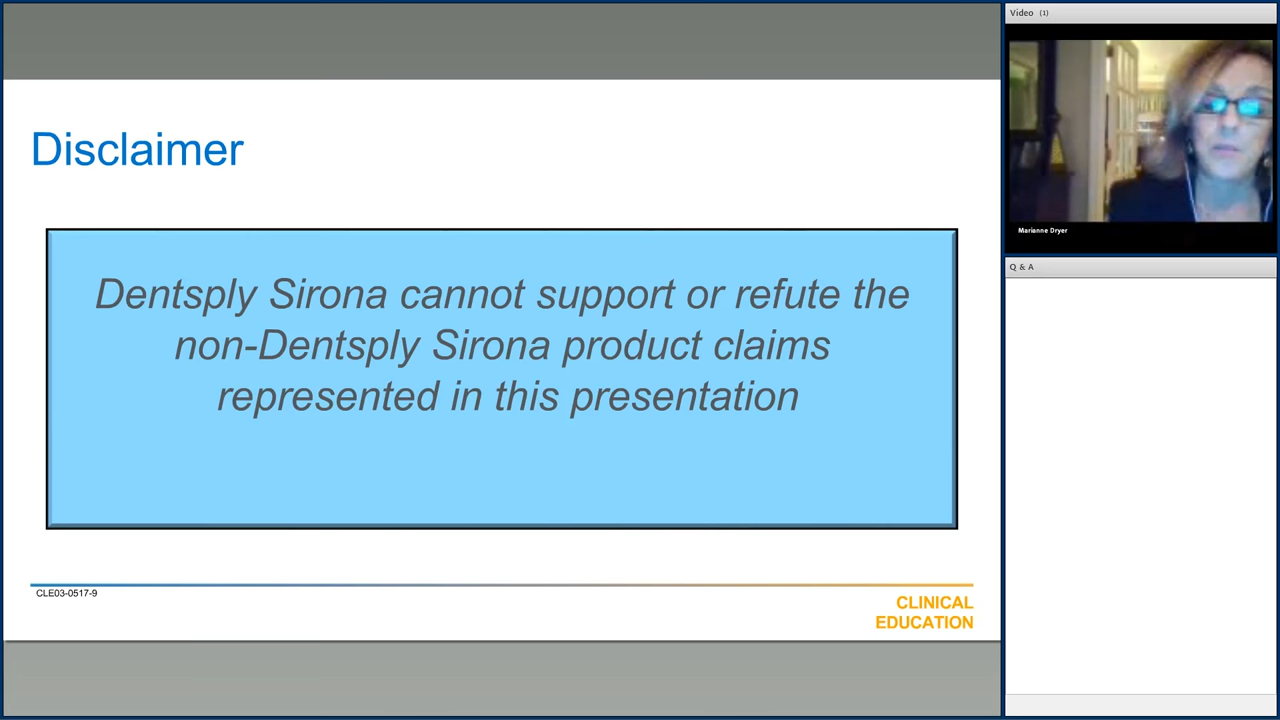 Disclaimer
Dentsply Sirona cannot support or refute the
non-Dentsply Sirona product claims
represented in this presentation
CLE03-0517-9
CLINICAL
EDUCATION
Video (1)
Marianne Dryer
Q & A